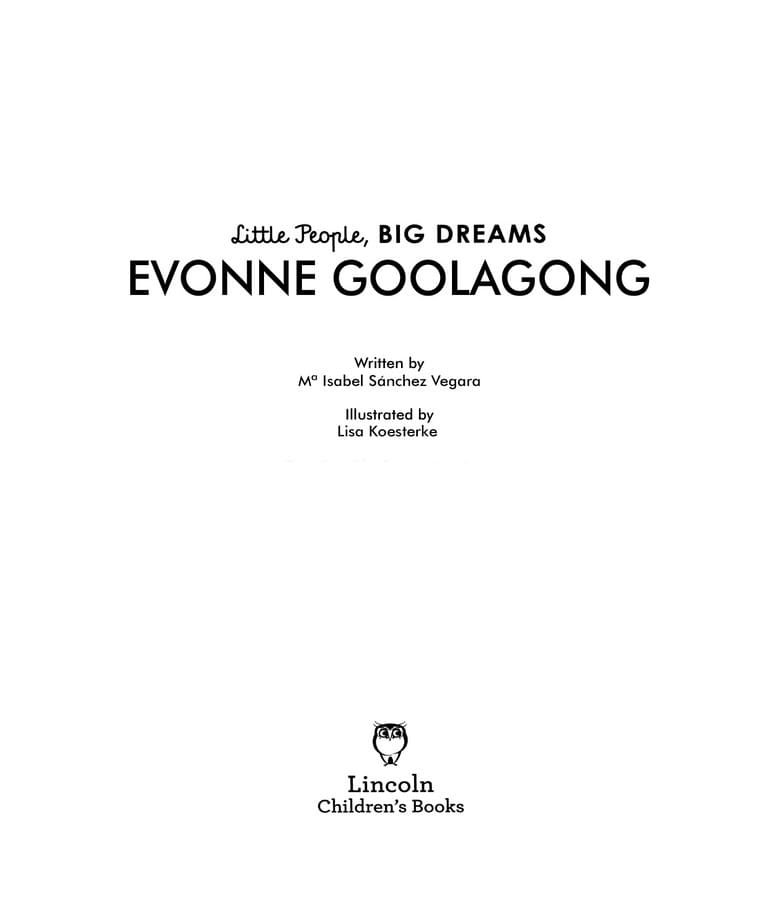 Little People, BIG DREAMS
EVONNE GOOLAGONG
Written by
Mª Isabel Sánchez Vegara
Illustrated by
Lisa Koesterke
Lincoln
Children's Books